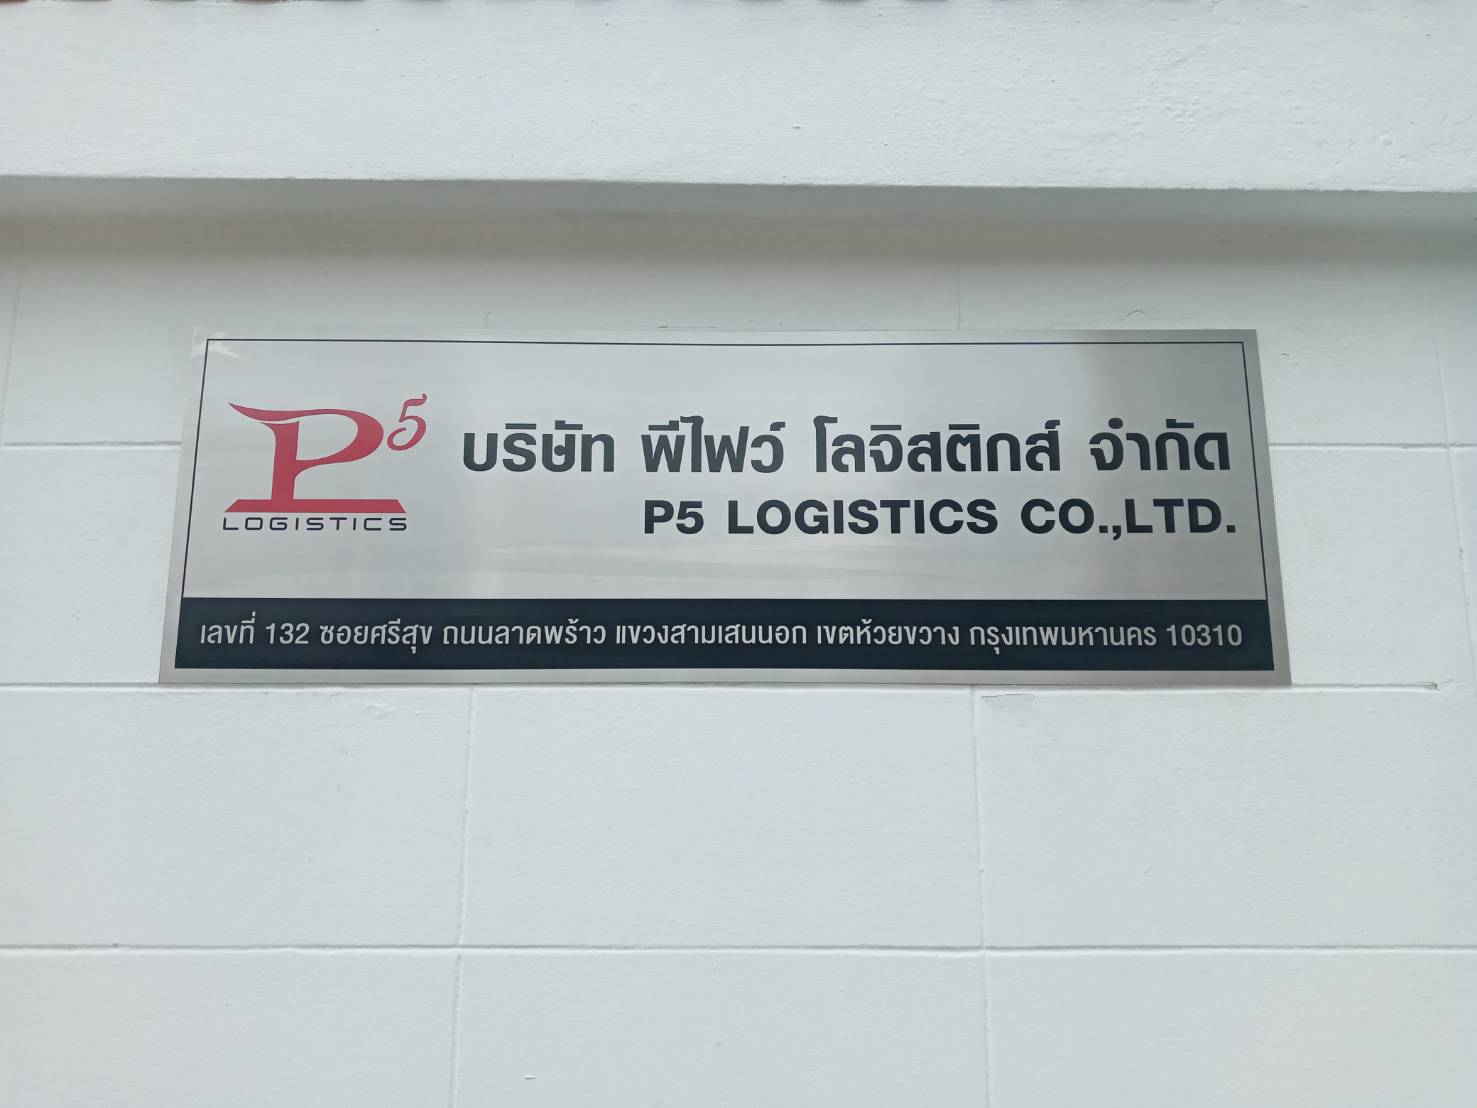 P5
LOGISTICS
บริษัท พีไฟว์ โลจิสติกส์ จำกัด
P5 LOGISTICS CO.,LTD.
เลขที่ 132 ซอยศรีสุข ถนนลาดพร้าว แขวงสามเสนนอก เขตห้วยขวาง กรุงเทพมหานคร 10310